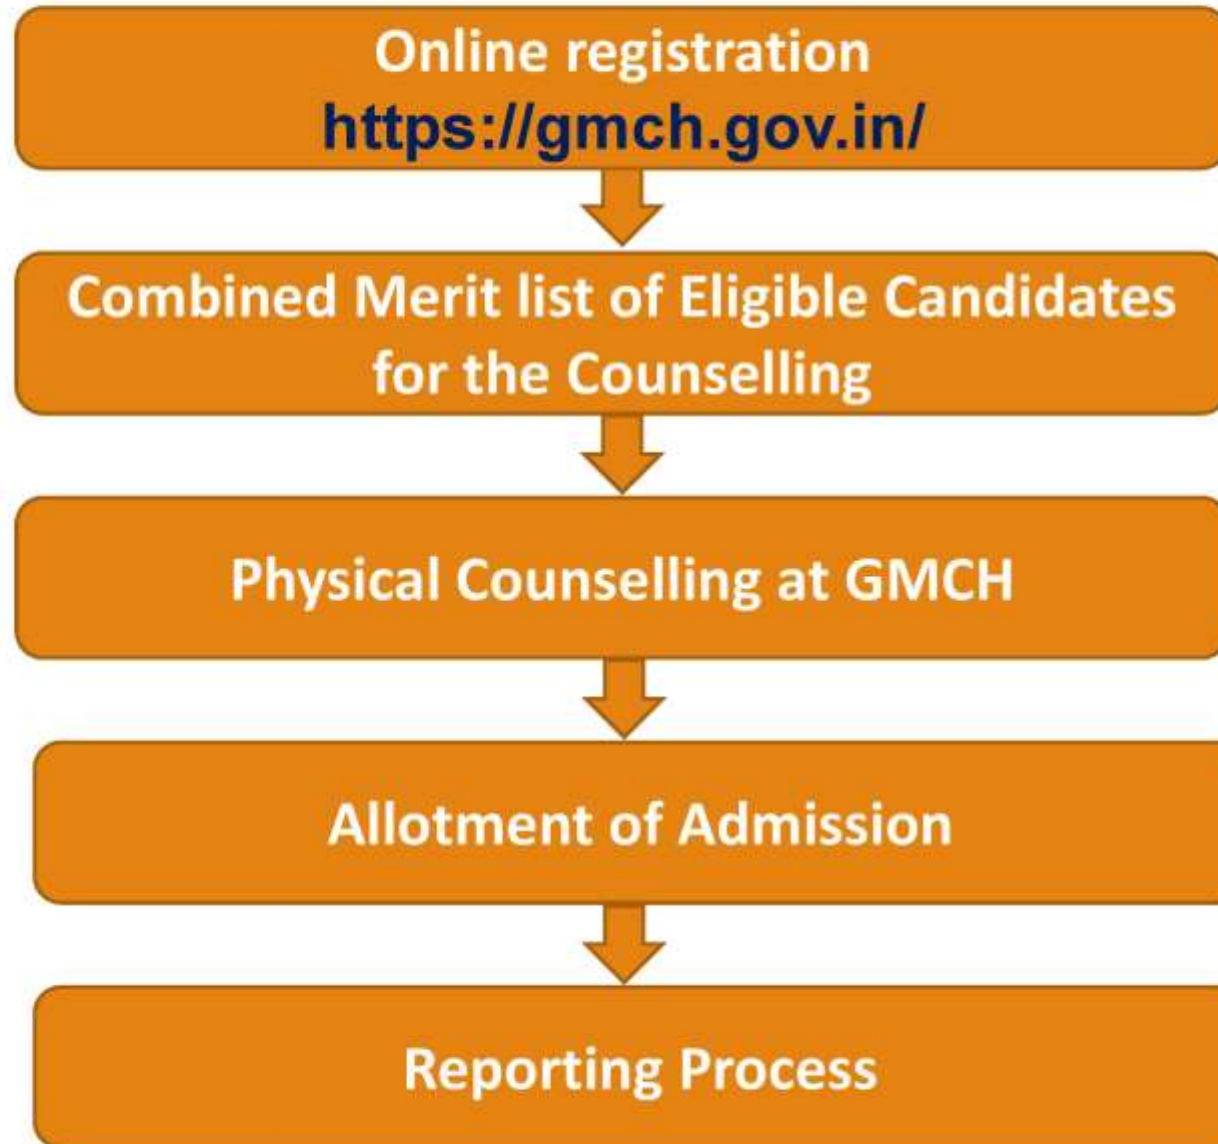 Online registration
https://gmch.gov.in/
Combined Merit list of Eligible Candidates
for the Counselling
Physical Counselling at GMCH
Allotment of Admission
Reporting Process